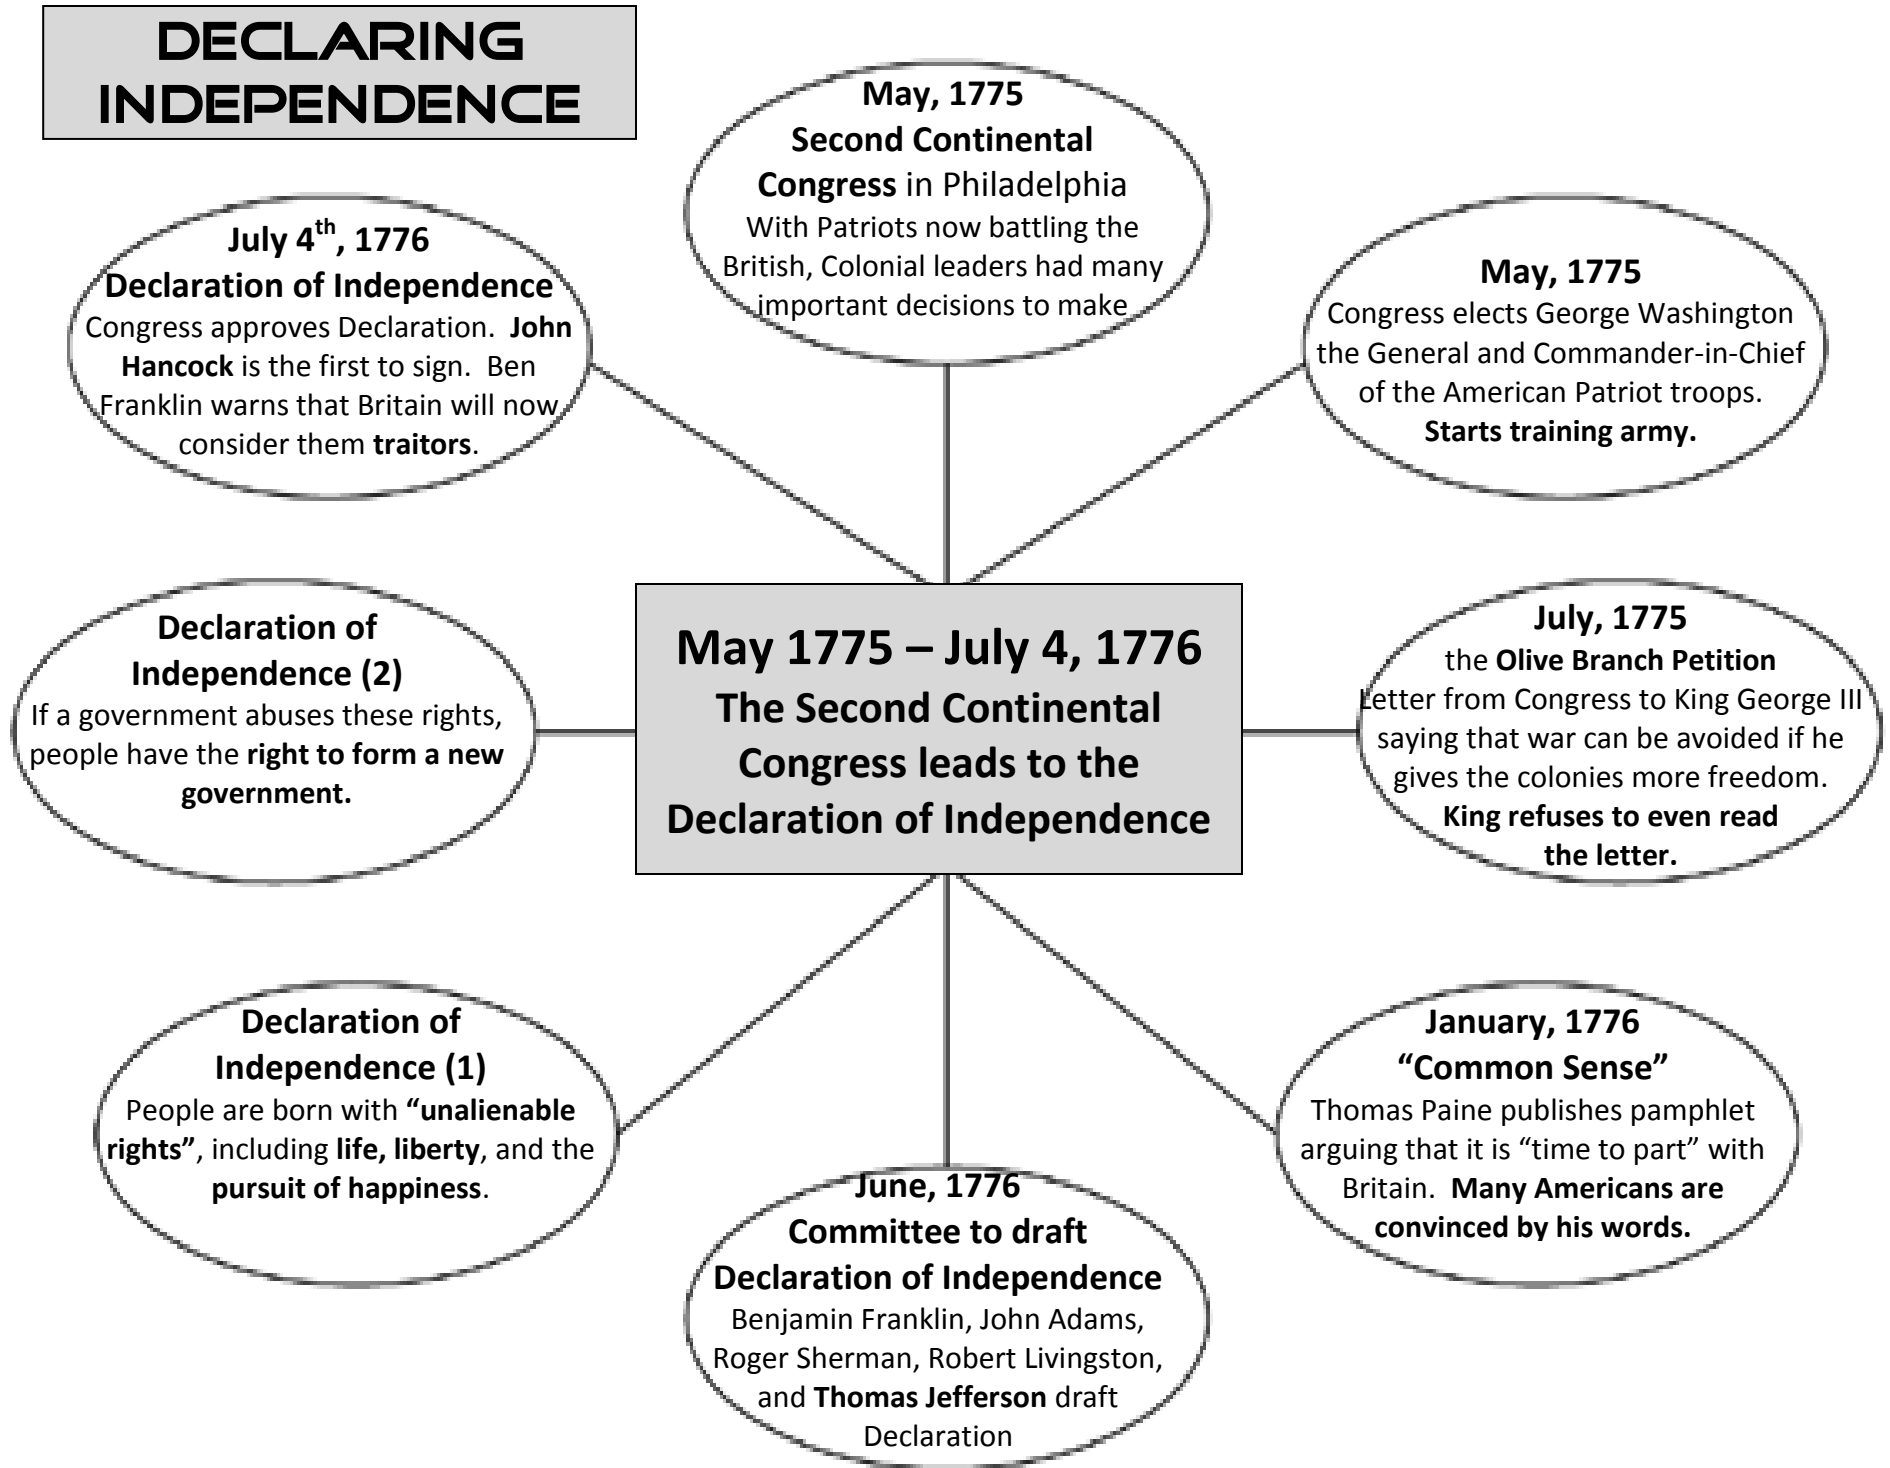 DECLARING
INDEPENDENCE
May, 1775
Second Continental
Congress in Philadelphia
With Patriots now battling the
British, Colonial leaders had many
important decisions to make
May, 1775
Congress elects George Washington
the General and Commander-in-Chief
of the American Patriot troops.
Starts training army.
July, 1775
the Olive Branch Petition
Letter from Congress to King George III
saying that war can be avoided if he
gives the colonies more freedom.
King refuses to even read
the letter.
January, 1776
“Common Sense”
Thomas Paine publishes pamphlet
arguing that it is “time to part” with
Britain.  Many Americans are
convinced by his words.
June, 1776
Committee to draft
Declaration of Independence
Benjamin Franklin, John Adams,
Roger Sherman, Robert Livingston,
and Thomas Jefferson draft
Declaration
Declaration of
Independence (1)
People are born with “unalienable
rights”, including life, liberty, and the
pursuit of happiness.
Declaration of
Independence (2)
If a government abuses these rights,
people have the right to form a new
government.
July 4th, 1776
Declaration of Independence
Congress approves Declaration.  John
Hancock is the first to sign.  Ben
Franklin warns that Britain will now
consider them traitors.
May 1775 – July 4, 1776
The Second Continental
Congress leads to the
Declaration of Independence